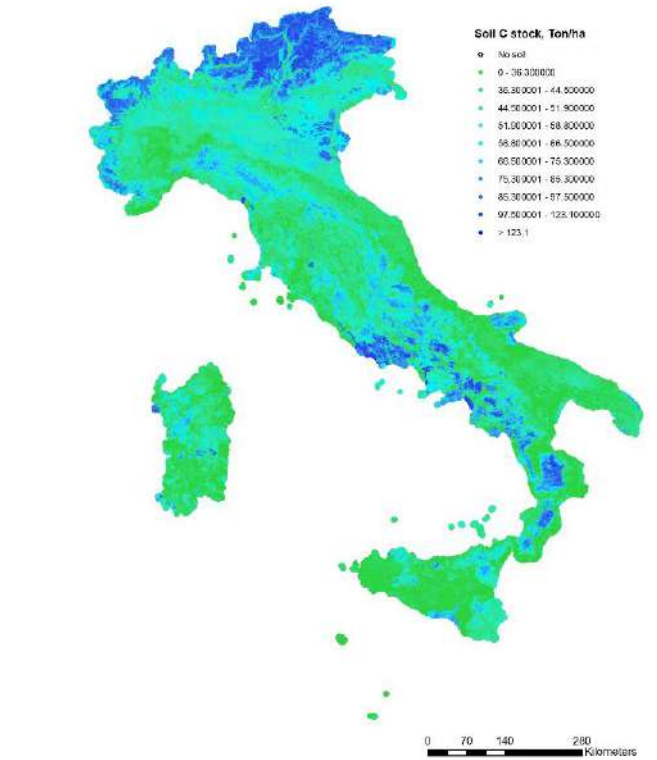 Soil C stock, Ton/ha
No soil
0 - 36.300000
36.300001 - 44.500000
44.500001 - 51.900000
51.900001 - 58.800000
58.800001 - 66.500000
66.500001 - 75.300000
75.300001 - 85.300000
85.300001 - 97.500000
97.500001 - 123.100000
> 123.1
0 70 140 280
Kilometers